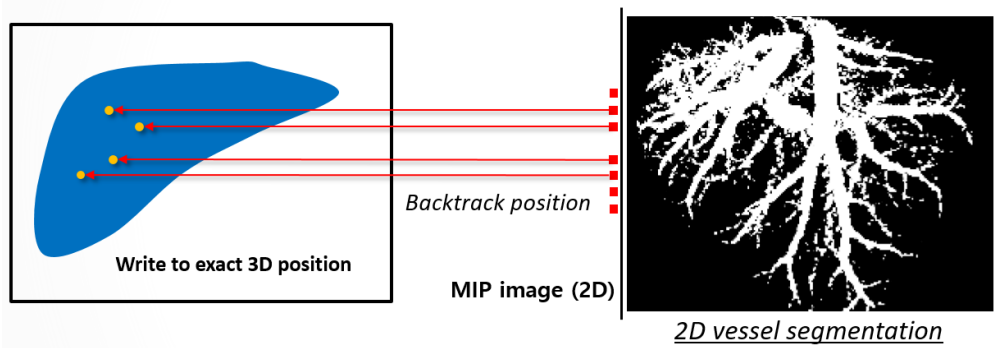 Backtrack position
Write to exact 3D position
MIP image (2D)
2D vessel segmentation